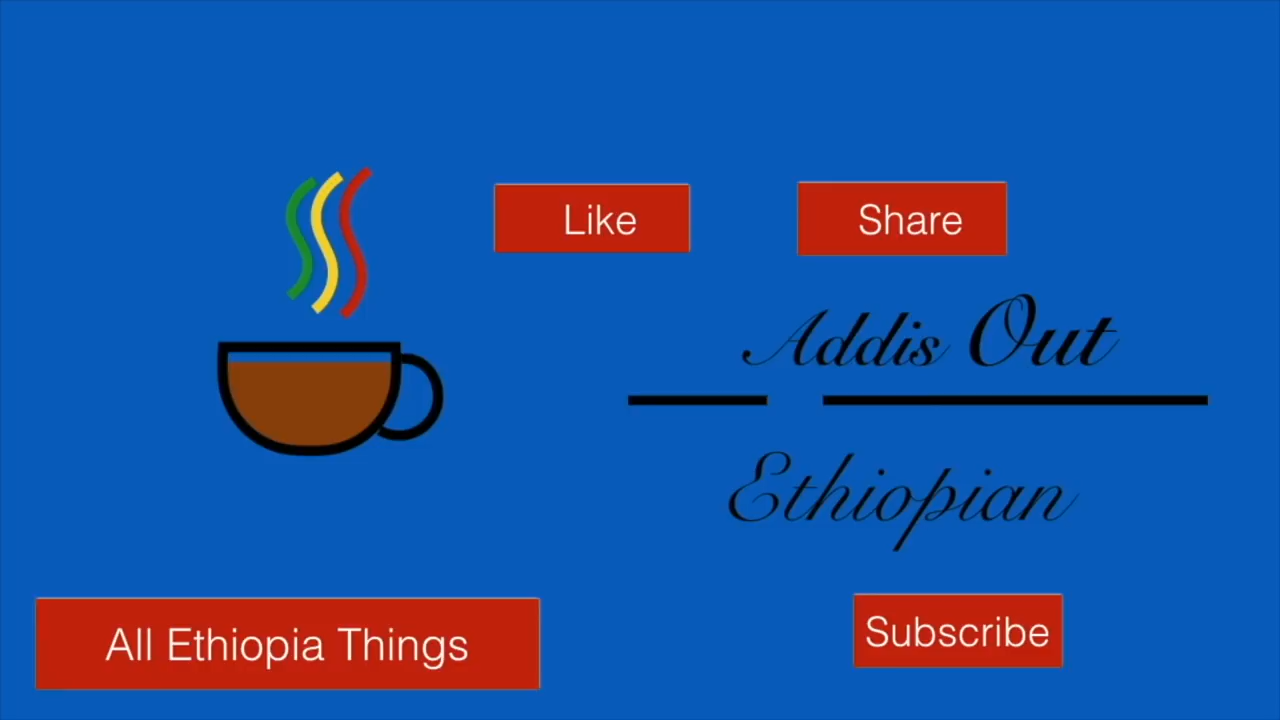 Like
Share
Addis Out
Ethiopian
All Ethiopia Things
Subscribe